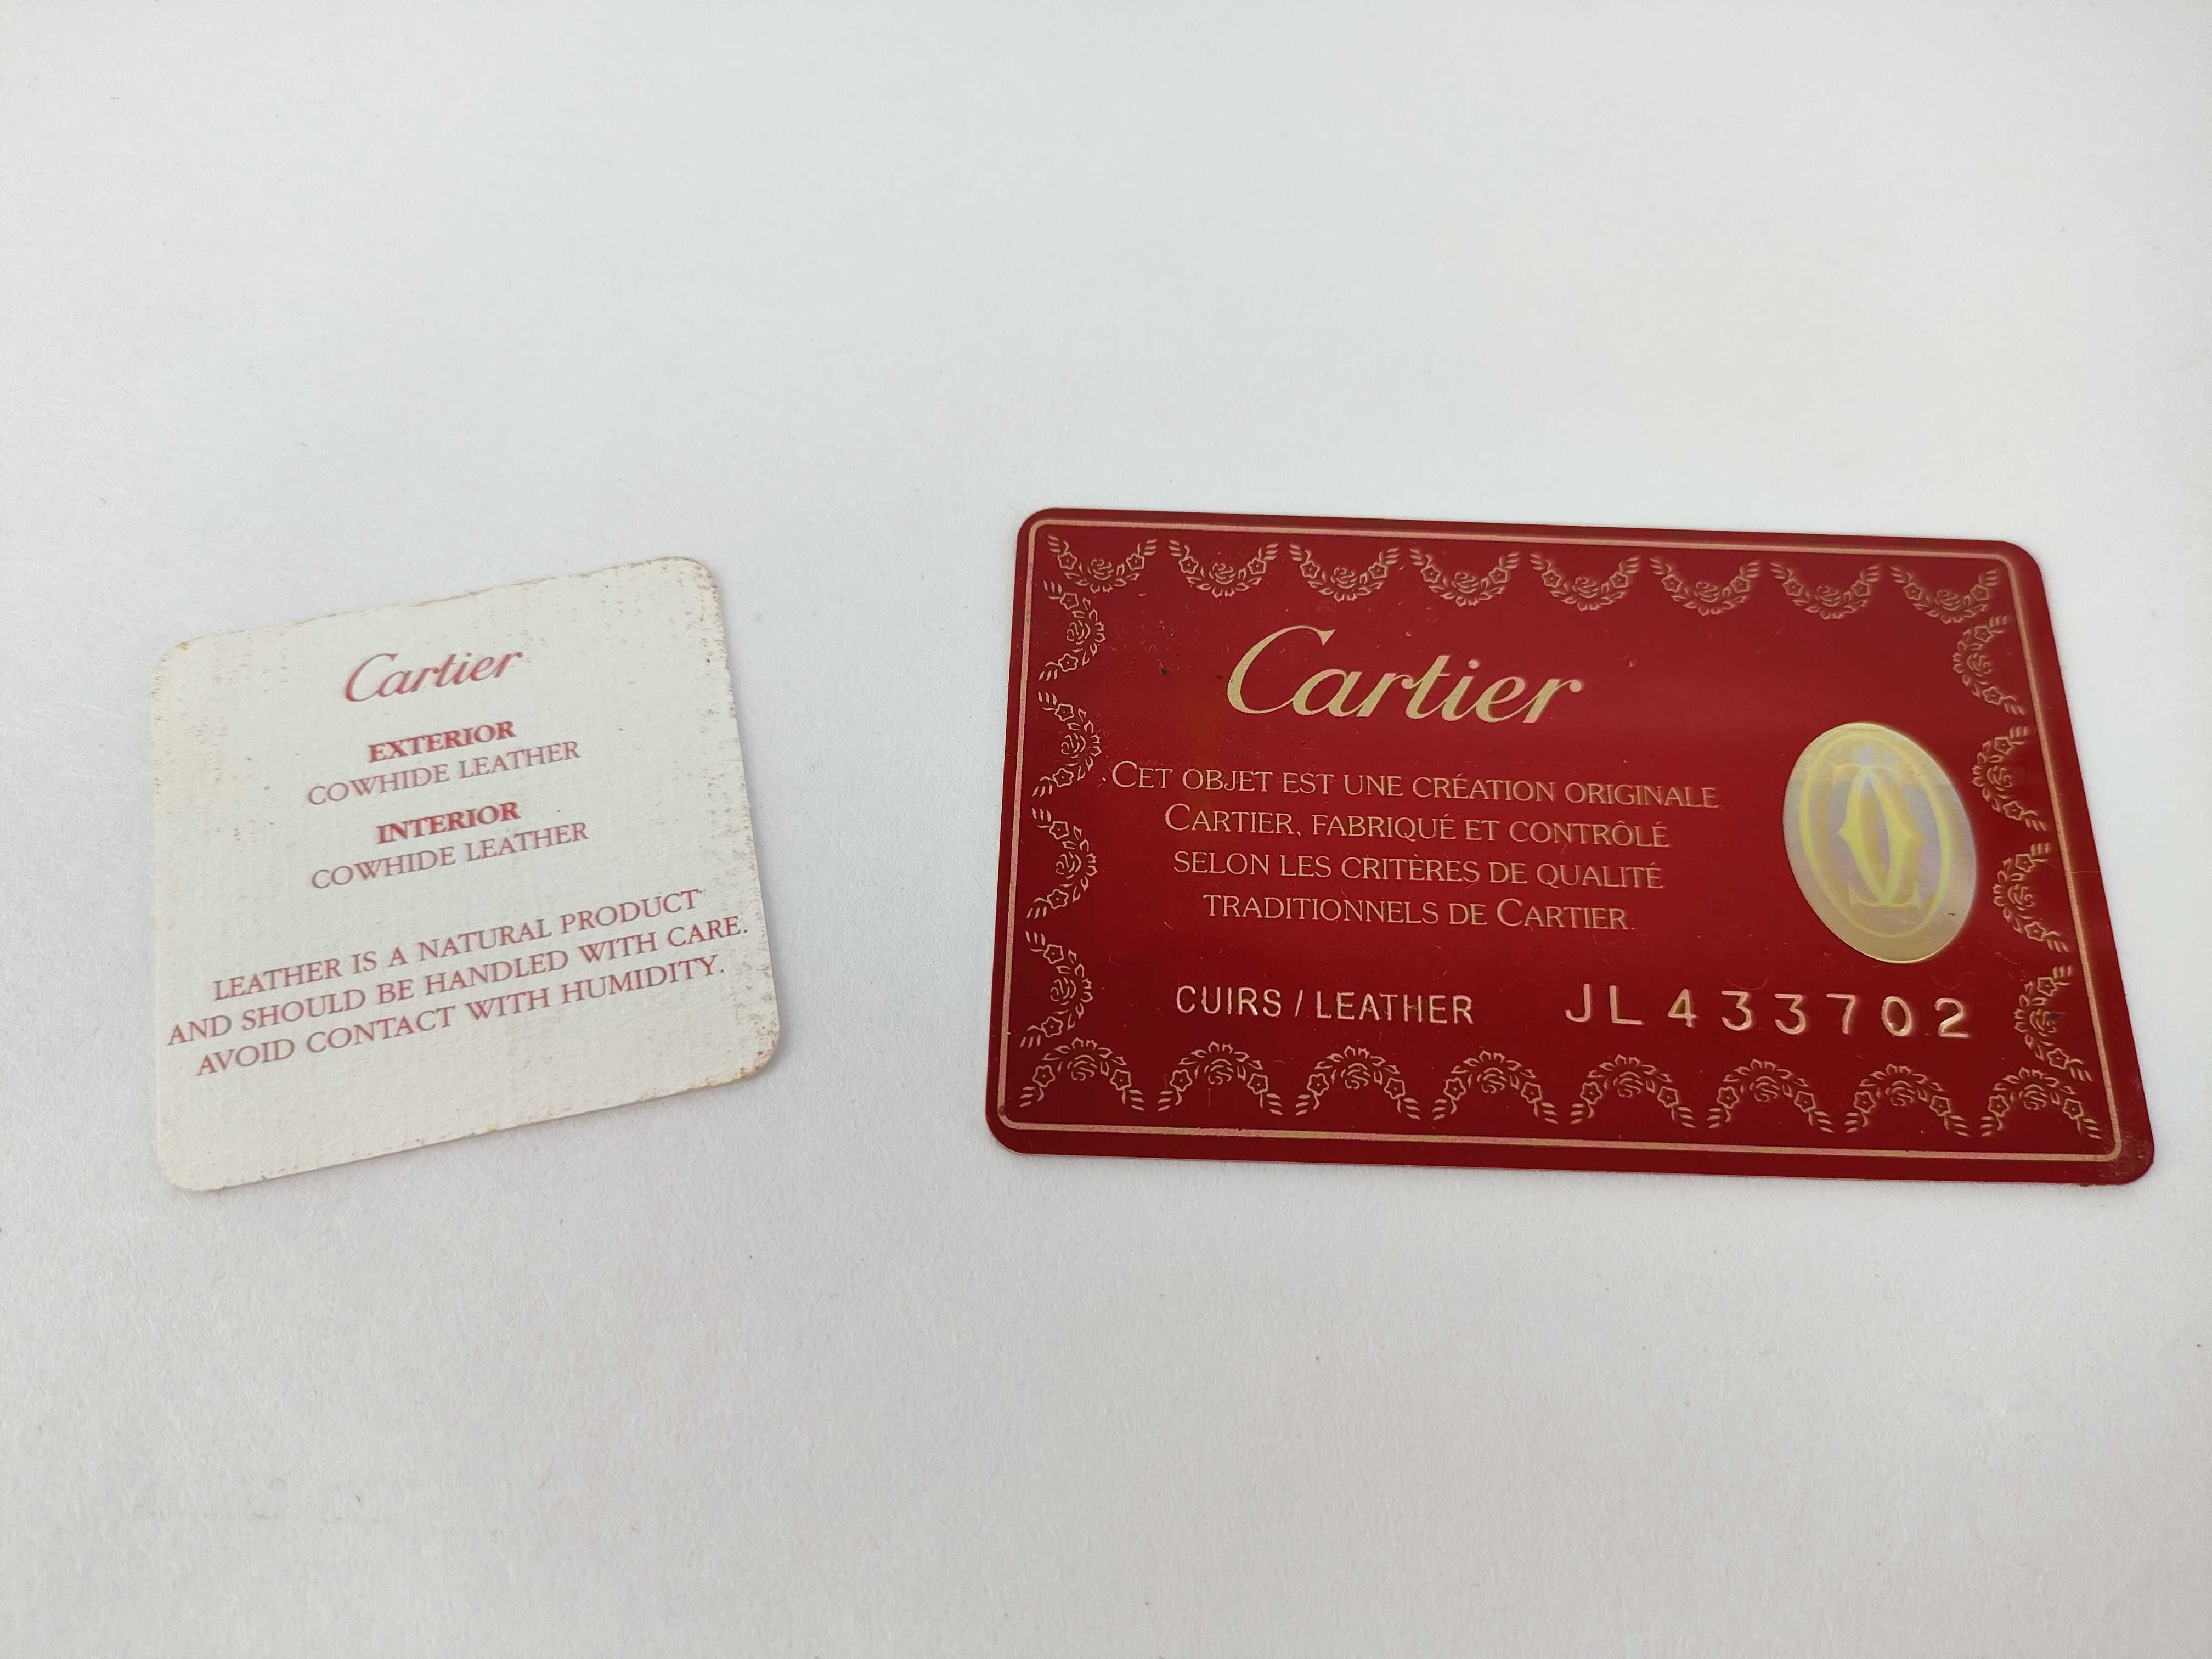 Cartier
EXTERIOR
COWHIDE LEATHER
INTERIOR
COWHIDE LEATHER
LEATHER IS A NATURAL PRODUCT
AND SHOULD BE HANDLED WITH CARE.
AVOID CONTACT WITH HUMIDITY.
Cartier
CET OBJET EST UNE CRÉATION ORIGINALE
CARTIER, FABRIQUÉ ET CONTRÔLÉ
SELON LES CRITÈRES DE QUALITÉ
TRADITIONNELS DE CARTIER.
CUIRS / LEATHER JL 433702